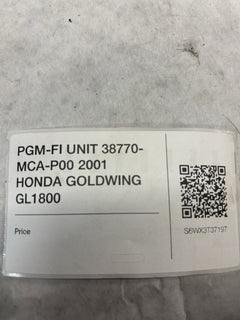 PGM-FI UNIT 38770-
MCA-P00 2001
HONDA GOLDWING
GL1800
Price
S6WX3T37197